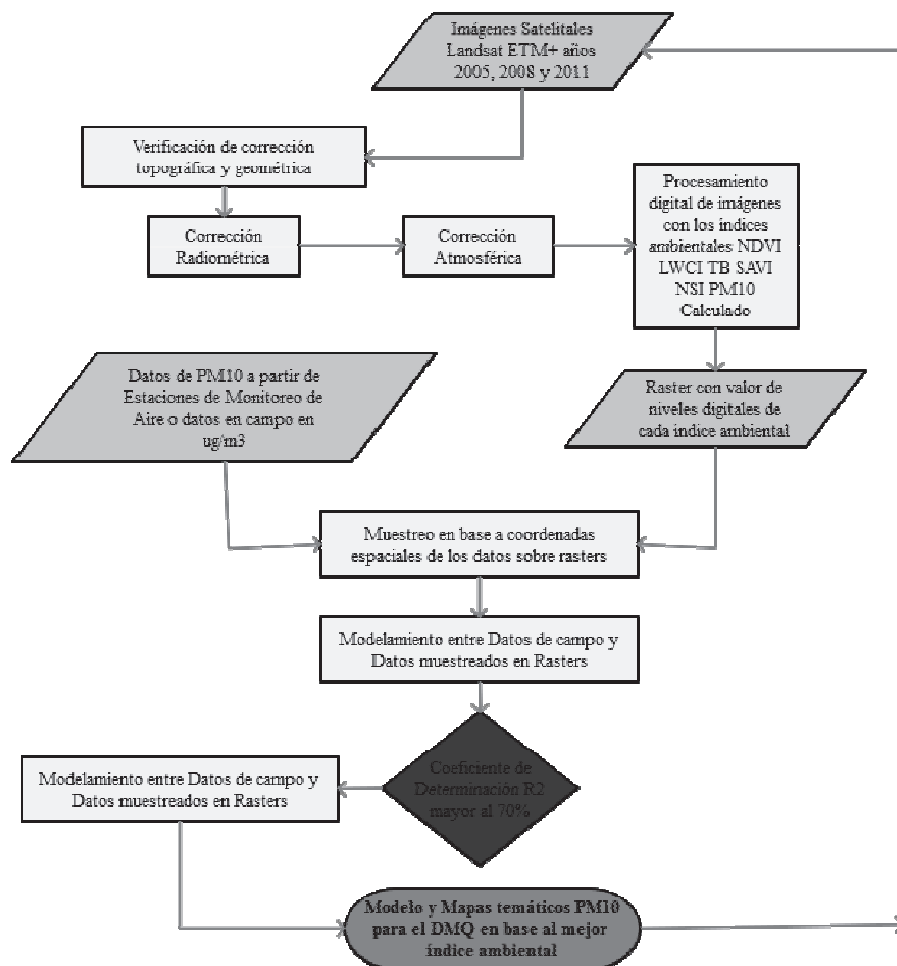 Imágenes Satelitales
Landsat ETM+ años
2005, 2008 y 2011
Verificación de corrección
topográfica y geométrica
Corrección
Radiométrica
Corrección
Atmosférica
Procesamiento
digital de imágenes
con los índices
ambientales NDVI
LWCI TB SAVI
NSI PM10
Calculado
Datos de PM10 a partir de
Estaciones de Monitoreo de
Aire o datos en campo en
ug/m3
Raster con valor de
niveles digitales de
cada índice ambiental
Muestreo en base a coordenadas
espaciales de los datos sobre rasters
Modelamiento entre Datos de campo y
Datos muestreados en Rasters
Coeficiente de
Determinación R2
mayor al 70%
Modelamiento entre Datos de campo y
Datos muestreados en Rasters
Modelo y Mapas temáticos PM10
para el DMQ en base al mejor
índice ambiental